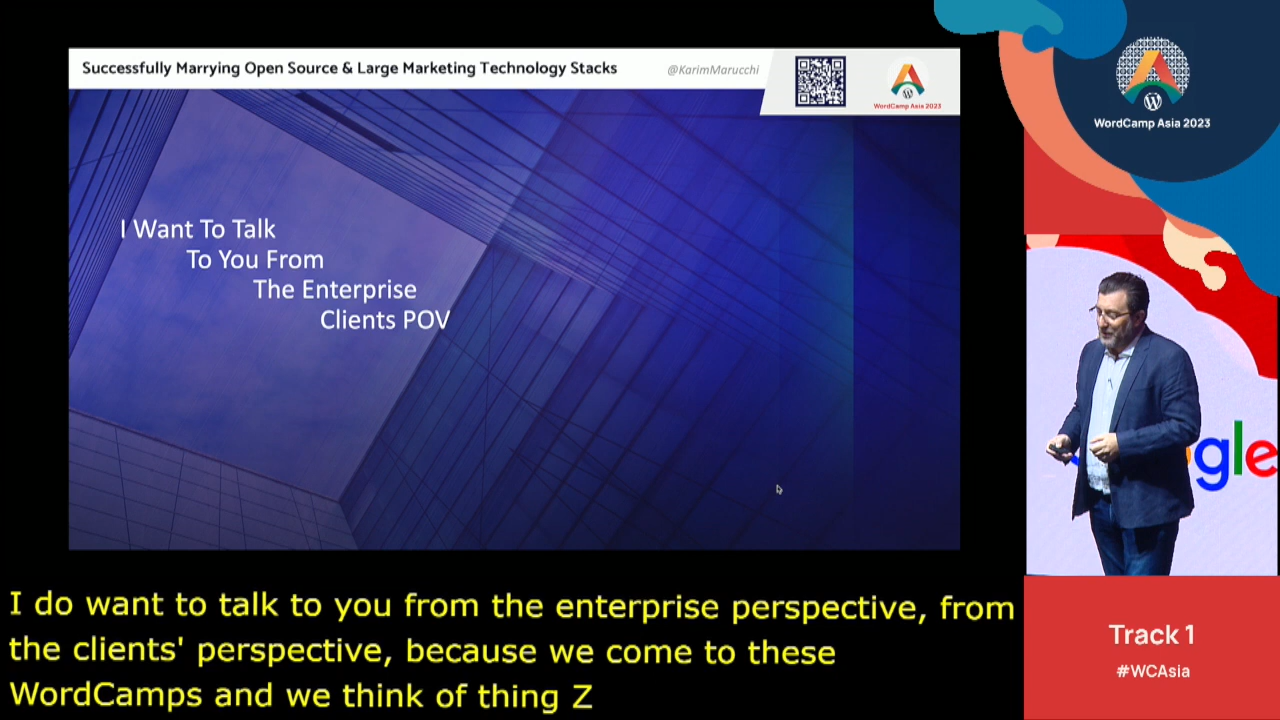 Successfully Marrying Open Source & Large Marketing Technology Stacks
@KarimMarucchi
WordCamp Asia 2023
WordCamp Asia 2023
I Want To Talk
To You From
The Enterprise
Clients POV
gle
I do want to talk to you from the enterprise perspective, from
the clients' perspective, because we come to these
WordCamps and we think of thing Z
Track 1
#WCAsia